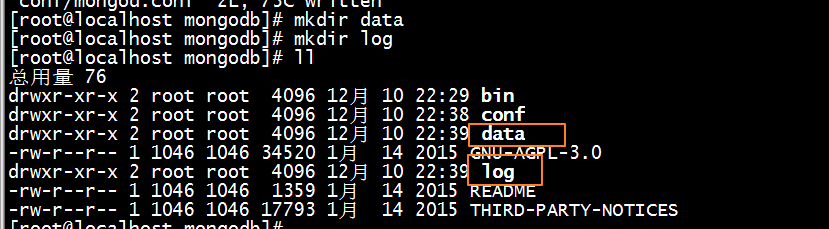 "conf/mongod.conf" 2L, 75C written
[root@localhost mongodb]# mkdir data
[root@localhost mongodb]# mkdir log
[root@localhost mongodb]# ll
总用量 76
drwxr-xr-x 2 root root  4096 12月 10 22:29 bin
drwxr-xr-x 2 root root  4096 12月 10 22:38 conf
drwxr-xr-x 2 root root  4096 12月 10 22:39 data
-rw-r--r-- 1 1046 1046 34520 1月  14 2015 GNU-AGPL-3.0
drwxr-xr-x 2 root root  4096 12月 10 22:39 log
-rw-r--r-- 1 1046 1046  1359 1月  14 2015 README
-rw-r--r-- 1 1046 1046 17793 1月  14 2015 THIRD-PARTY-NOTICES
[root@localhost mongodb]#